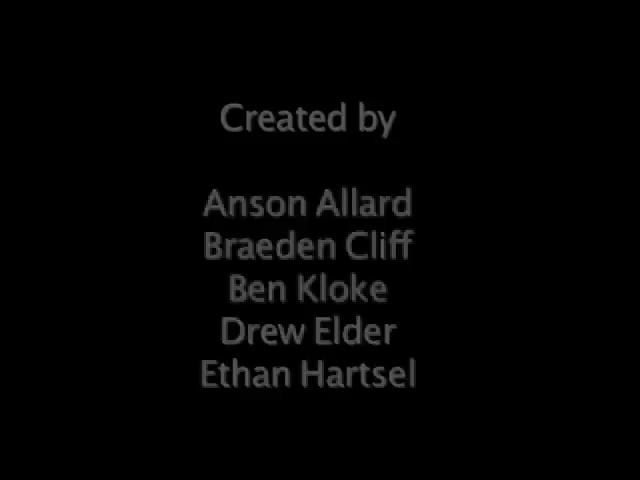 Created by
Anson Allard
Braeden Cliff
Ben Kloke
Drew Elder
Ethan Hartsel